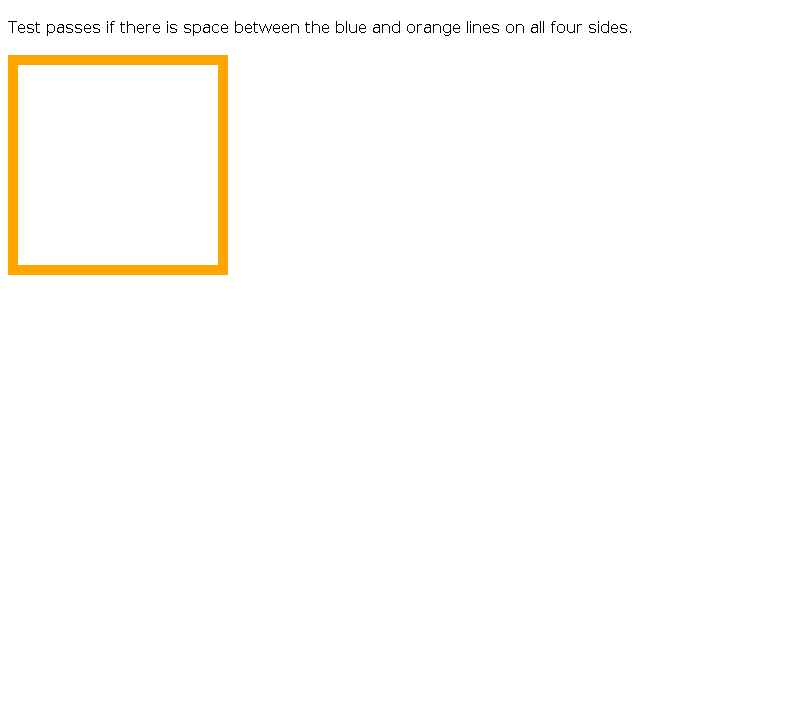 Test passes if there is space between the blue and orange lines on all four sides.